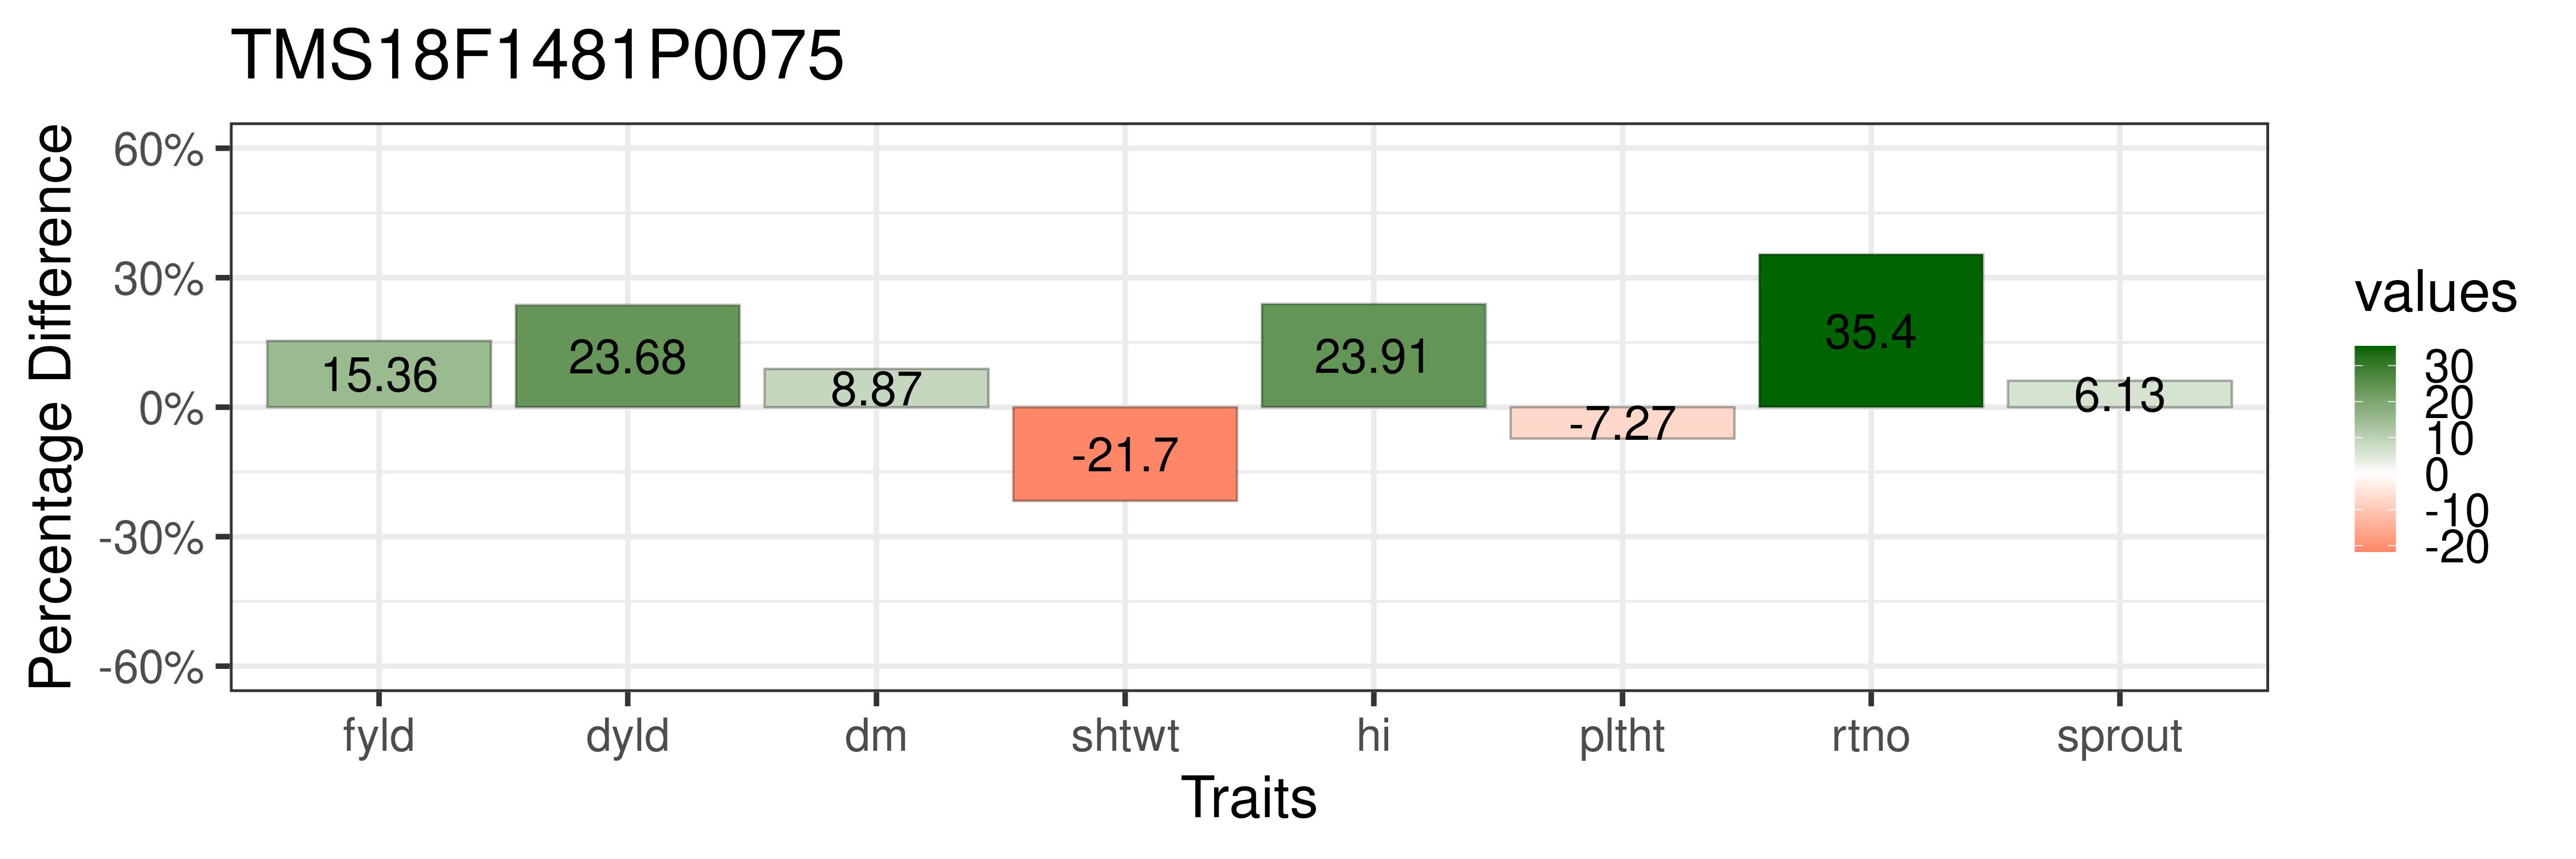 TMS18F1481P0075
Percentage Difference
60%
30%
0%
-30%
-60%
15.36
23.68
8.87
-21.7
23.91
-7.27
35.4
6.13
fyld
dyld
dm
shtwt
hi
pltht
rtno
sprout
Traits
values
30
20
10
0
-10
-20